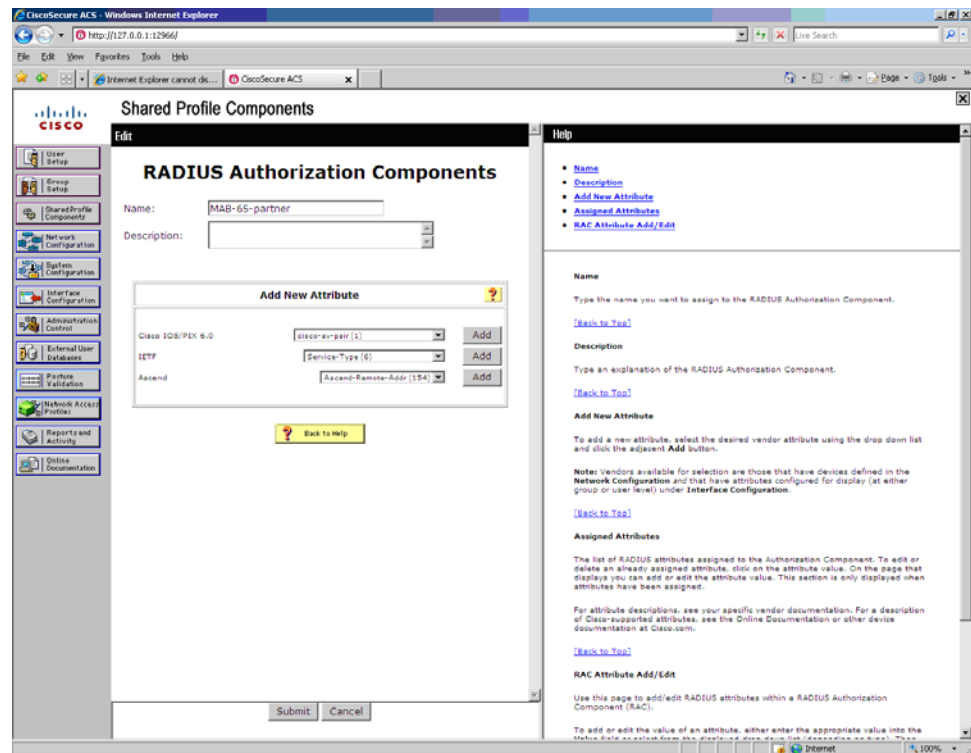 CiscoSecure ACS - Windows Internet Explorer
http://127.0.0.1:12966/
Live Search
File Edit View Favorites Tools Help
Internet Explorer cannot dis...
CiscoSecure ACS
Page
Tools
CISCO
Shared Profile Components
User Setup
Group Setup
Shared Profile Components
Network Configuration
System Configuration
Interface Configuration
Administration Control
External User Databases
Posture Validation
Network Access Profiles
Reports and Activity
Online Documentation
Edit
RADIUS Authorization Components
Name: MAB-65-partner
Description:
Add New Attribute
Cisco IOS/PIX 6.0 cisco-av-pair (1) Add
IETF Service-Type (6) Add
Ascend Ascend-Remote-Addr (154) Add
Back to Help
Submit Cancel
Help
Name
Description
Add New Attribute
Assigned Attributes
RAC Attribute Add/Edit
Name
Type the name you want to assign to the RADIUS Authorization Component.
[Back to Top]
Description
Type an explanation of the RADIUS Authorization Component.
[Back to Top]
Add New Attribute
To add a new attribute, select the desired vendor attribute using the drop down list
and click the adjacent Add button.
Note: Vendors available for selection are those that have devices defined in the
Network Configuration and that have attributes configured for display (at either
group or user level) under Interface Configuration.
[Back to Top]
Assigned Attributes
The list of RADIUS attributes assigned to the Authorization Component. To edit or
delete an already assigned attribute, click on the attribute value. On the page that
displays you can add or edit the attribute value. This section is only displayed when
attributes have been assigned.
For attribute descriptions, see your specific vendor documentation. For a description
of Cisco-supported attributes, see the Online Documentation or other device
documentation at Cisco.com.
[Back to Top]
RAC Attribute Add/Edit
Use this page to add/edit RADIUS attributes within a RADIUS Authorization
Component (RAC).
To add or edit the value of an attribute, either enter the appropriate value into the
Internet
100%